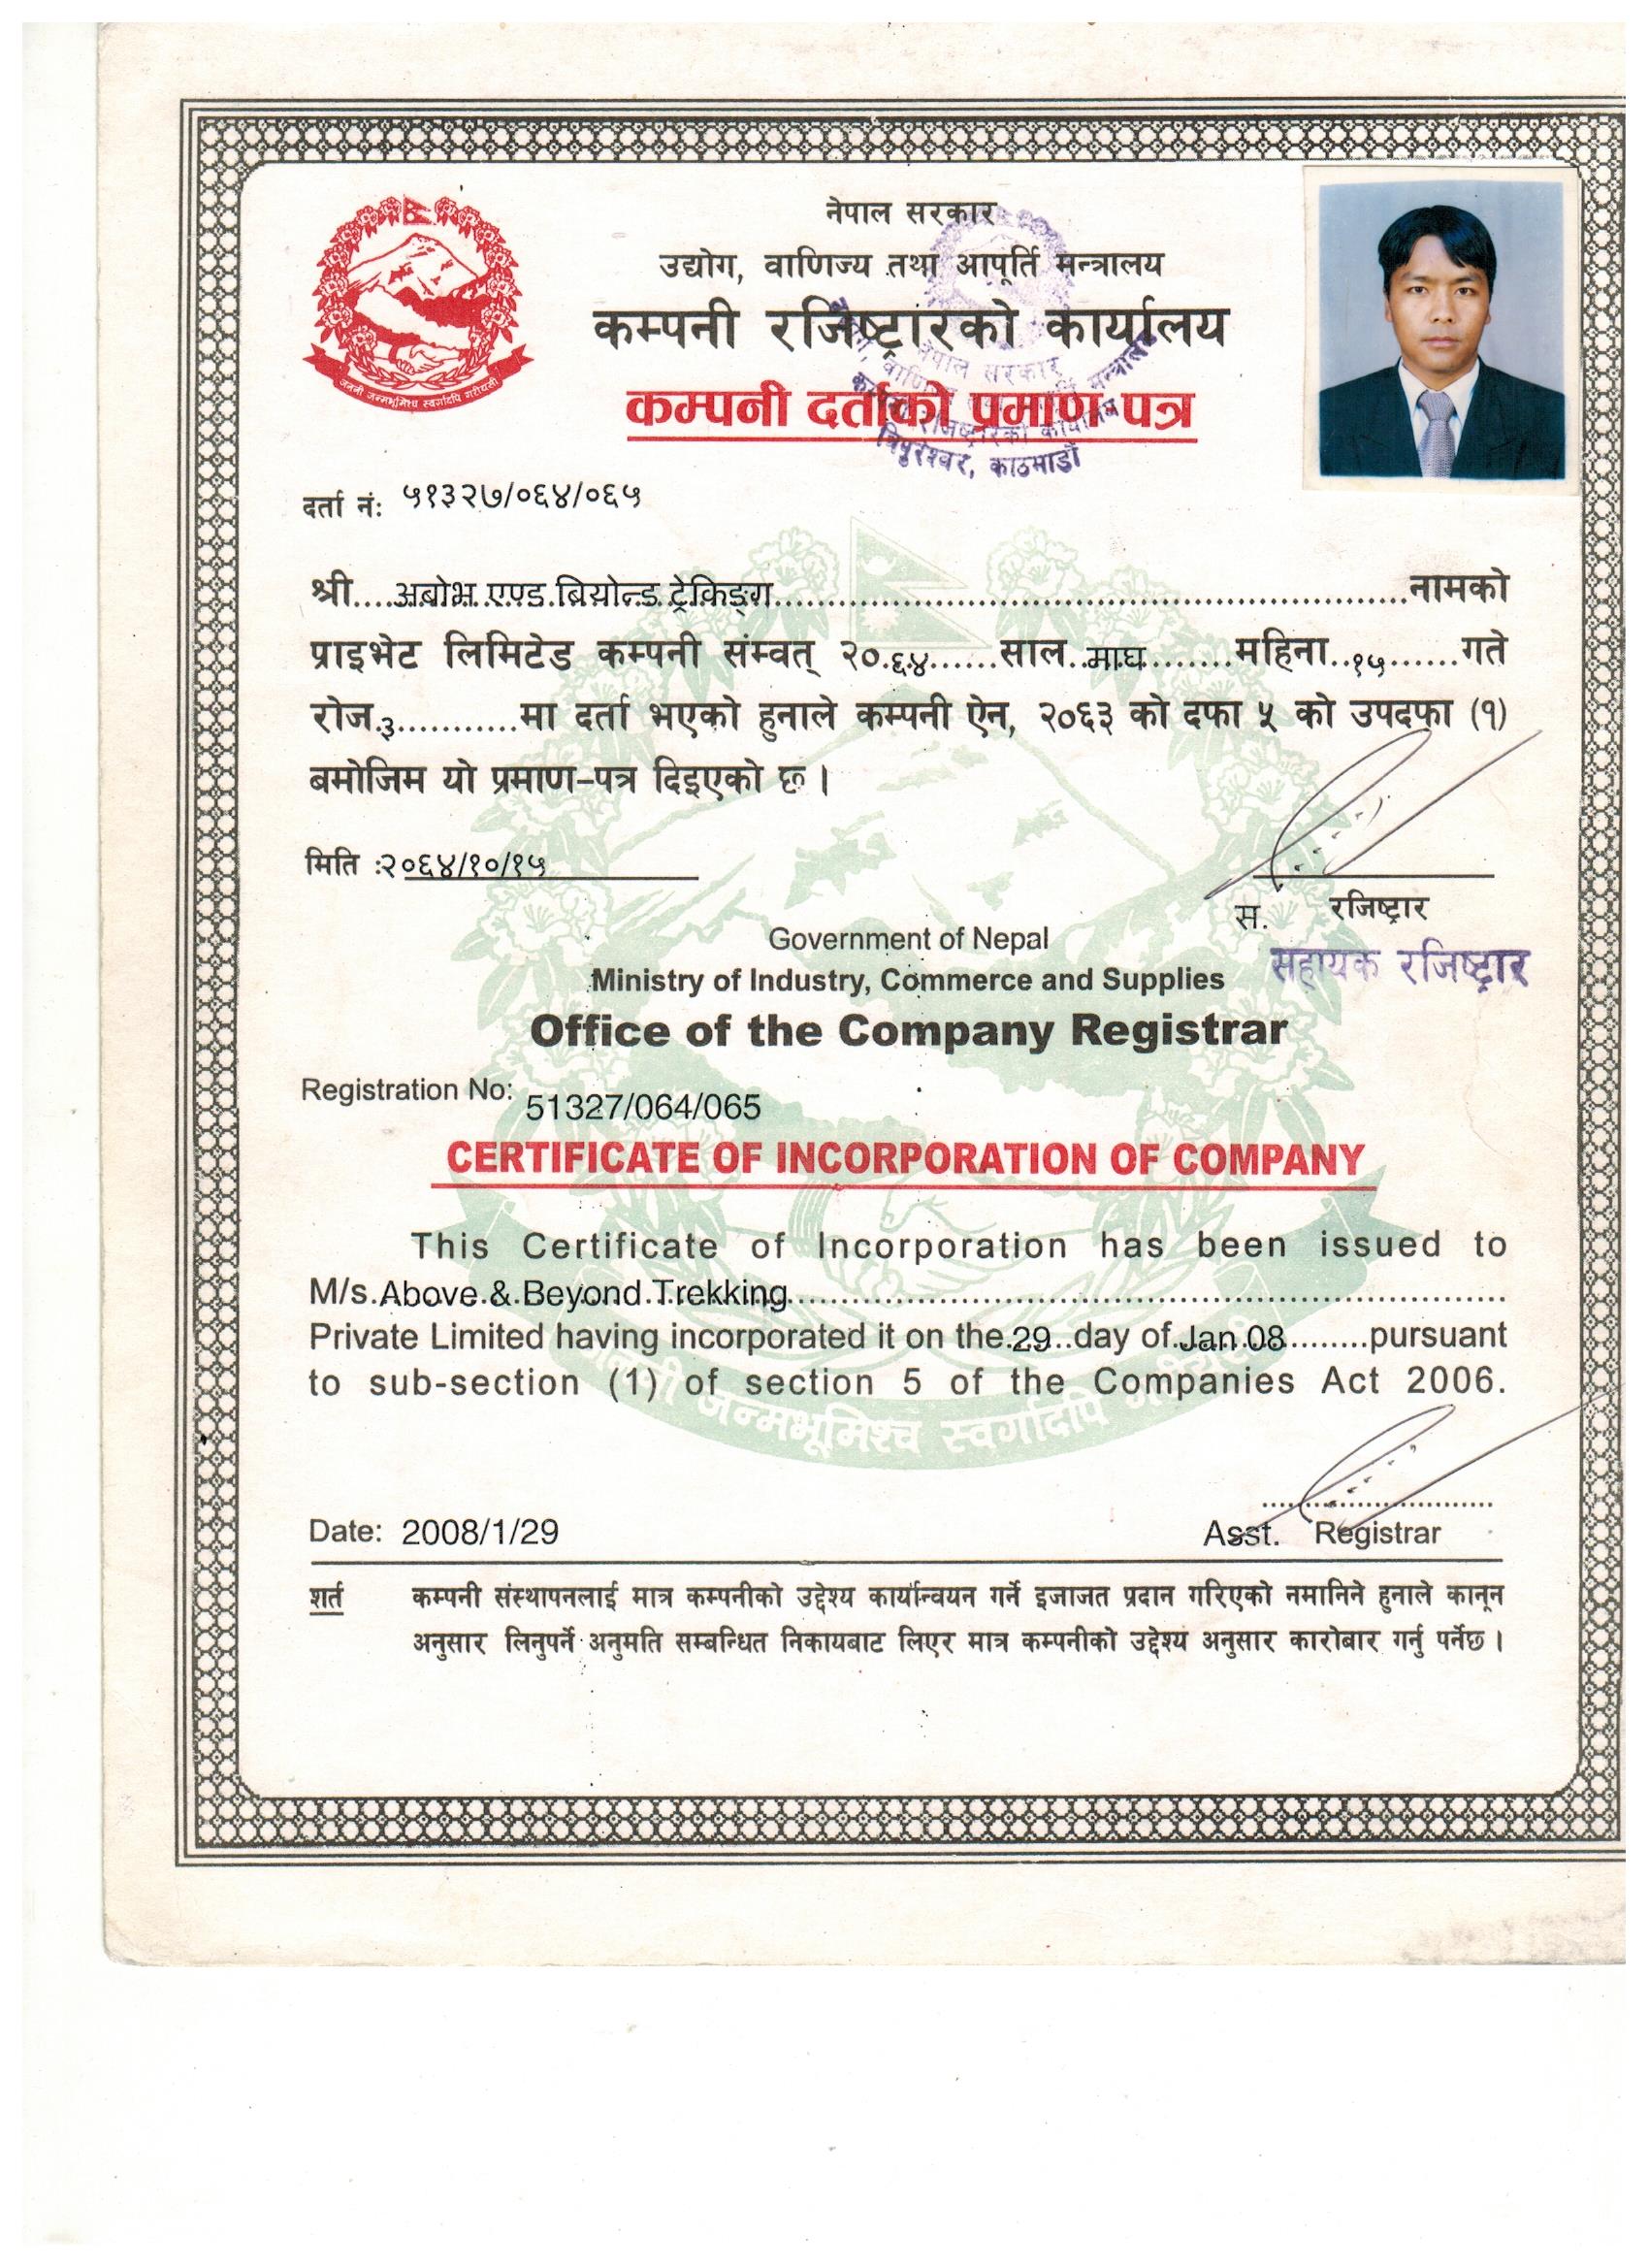 नेपाल सरकार
उद्योग, वाणिज्य तथा आपूर्ति मन्त्रालय
कम्पनी रजिष्ट्रारको कार्यालय
कम्पनी दर्ताको प्रमाण-पत्र
नेपाल सरकार
कम्पनी रजिष्ट्रारको कार्यालय
त्रिपुरेश्वर, काठमाडौं
जननी जन्मभूमिश्च स्वर्गादपि गरीयसी
दर्ता नं: ५१३२७/०६४/०६५
श्री....अबोभ एण्ड बियोन्ड ट्रेकिङ्ग....नामको
प्राइभेट लिमिटेड कम्पनी संम्वत् २०६४......साल..माघ........महिना..१५.......गते
रोज.३...........मा दर्ता भएको हुनाले कम्पनी ऐन, २०६३ को दफा ५ को उपदफा (१)
बमोजिम यो प्रमाण-पत्र दिइएको छ।
मिति :२०६४/१०/१५
स. रजिष्ट्रार
सहायक रजिष्ट्रार
Government of Nepal
Ministry of Industry, Commerce and Supplies
Office of the Company Registrar
Registration No: 51327/064/065
CERTIFICATE OF INCORPORATION OF COMPANY
This Certificate of Incorporation has been issued to
M/s.Above & Beyond Trekking....
Private Limited having incorporated it on the.29..day of.Jan 08........pursuant
to sub-section (1) of section 5 of the Companies Act 2006.
जन्मभूमिश्च स्वर्गादपि
Date: 2008/1/29
Asst. Registrar
शर्त कम्पनी संस्थापनलाई मात्र कम्पनीको उद्देश्य कार्यान्वयन गर्ने इजाजत प्रदान गरिएको नमानिने हुनाले कानून
अनुसार लिनुपर्ने अनुमति सम्बन्धित निकायबाट लिएर मात्र कम्पनीको उद्देश्य अनुसार कारोबार गर्नु पर्नेछ।